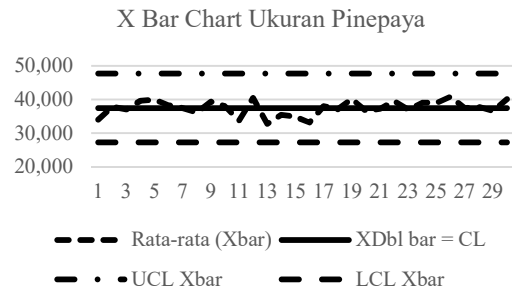 X Bar Chart Ukuran Pinepaya
50,000
40,000
30,000
20,000
1 3 5 7 9 11 13 15 17 19 21 23 25 27 29
Rata-rata (Xbar) XDbl bar = CL
UCL Xbar LCL Xbar